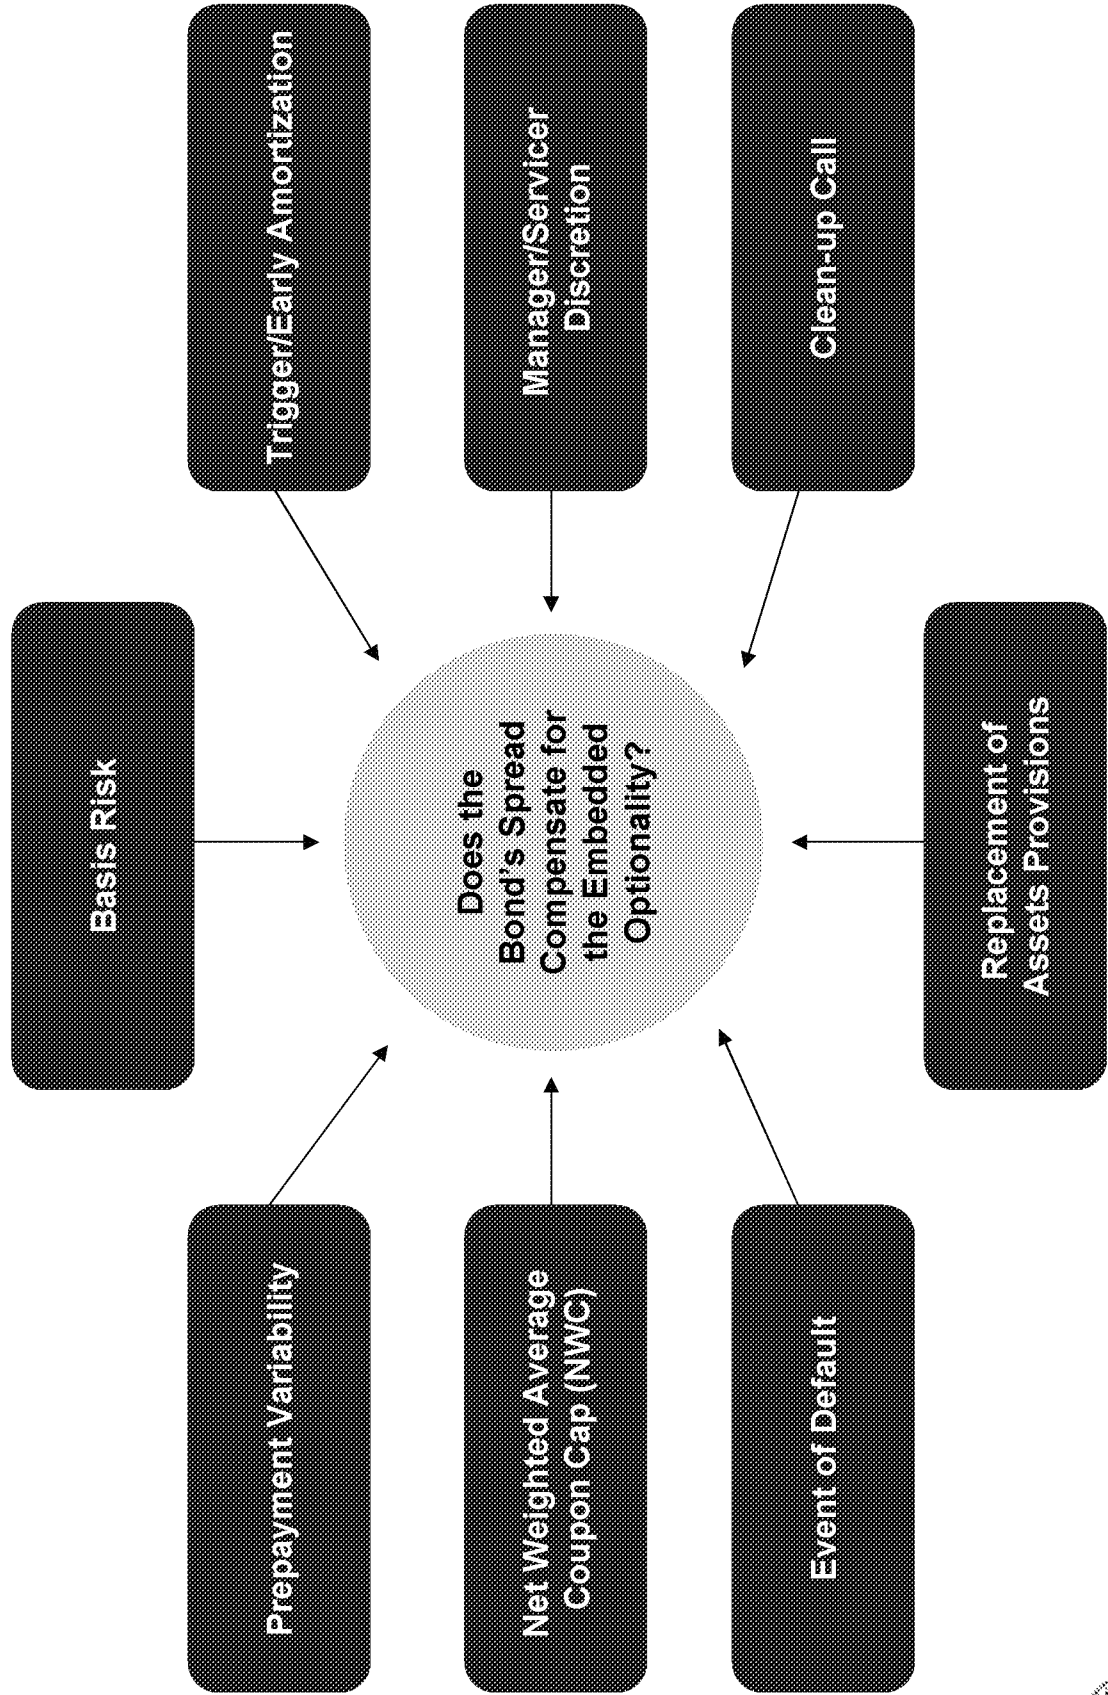 Basis Risk
Prepayment Variability
Trigger/Early Amortization
Net Weighted Average
Coupon Cap (NWC)
Does the
Bond's Spread
Compensate for
the Embedded
Optionality?
Manager/Servicer
Discretion
Event of Default
Clean-up Call
Replacement of
Assets Provisions